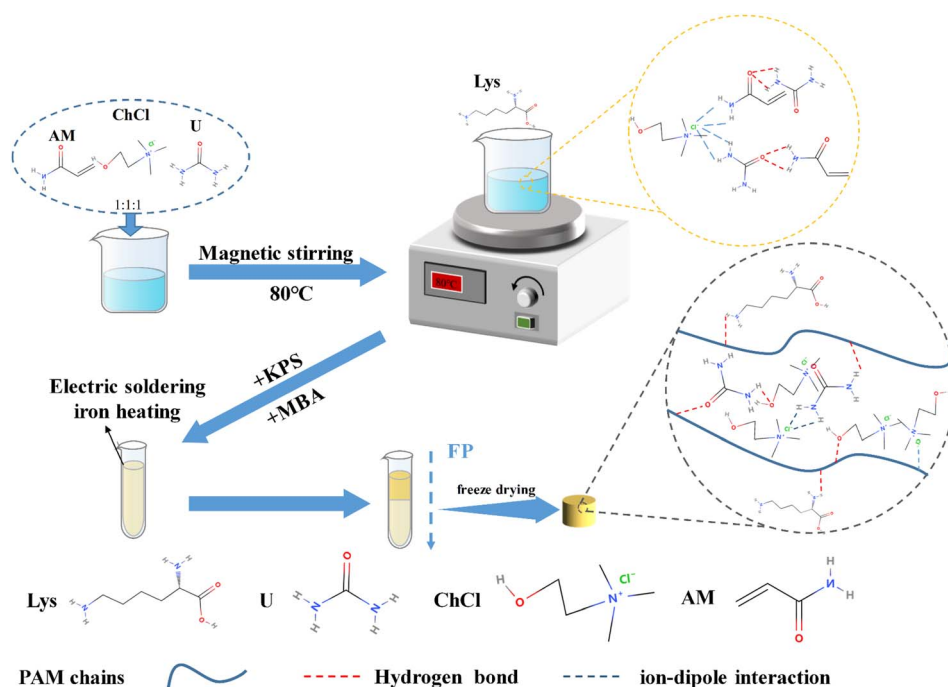 Lys
ChCl
AM
U
1:1:1
Magnetic stirring
80℃
80℃
+KPS
+MBA
Electric soldering
iron heating
FP
freeze drying
Lys
U
ChCl
AM
PAM chains
Hydrogen bond
ion-dipole interaction